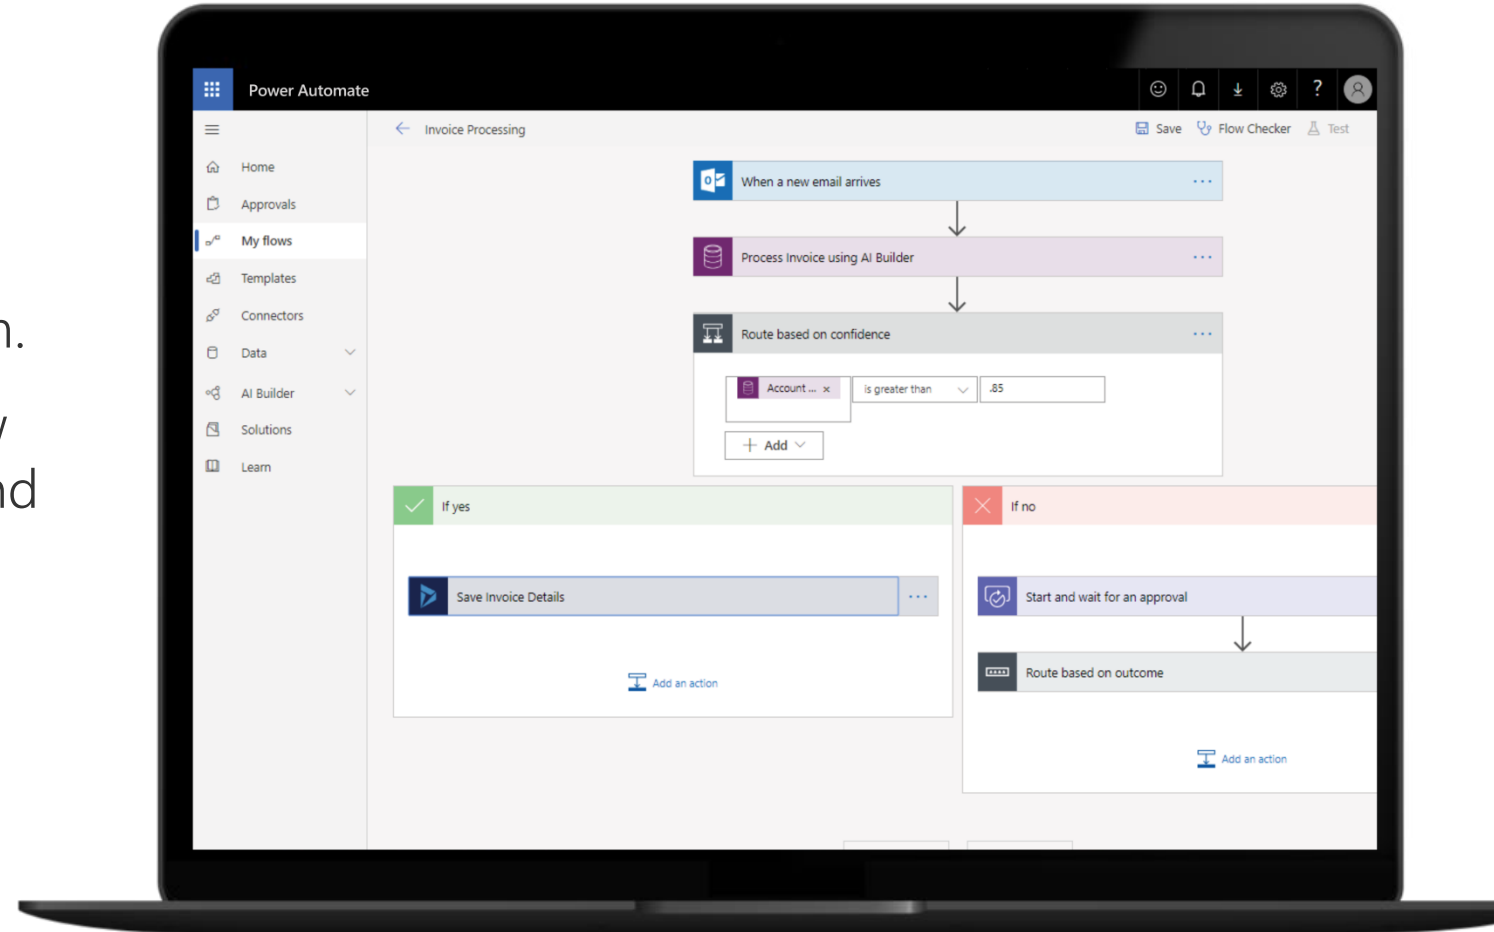 n.
nd
Power Automate
?
Invoice Processing
Save
Flow Checker
Test
Home
Approvals
My flows
Templates
Connectors
Data
AI Builder
Solutions
Learn
When a new email arrives
Process Invoice using AI Builder
Route based on confidence
Account ... x
is greater than
.85
+ Add
If yes
Save Invoice Details
Add an action
If no
Start and wait for an approval
Route based on outcome
Add an action